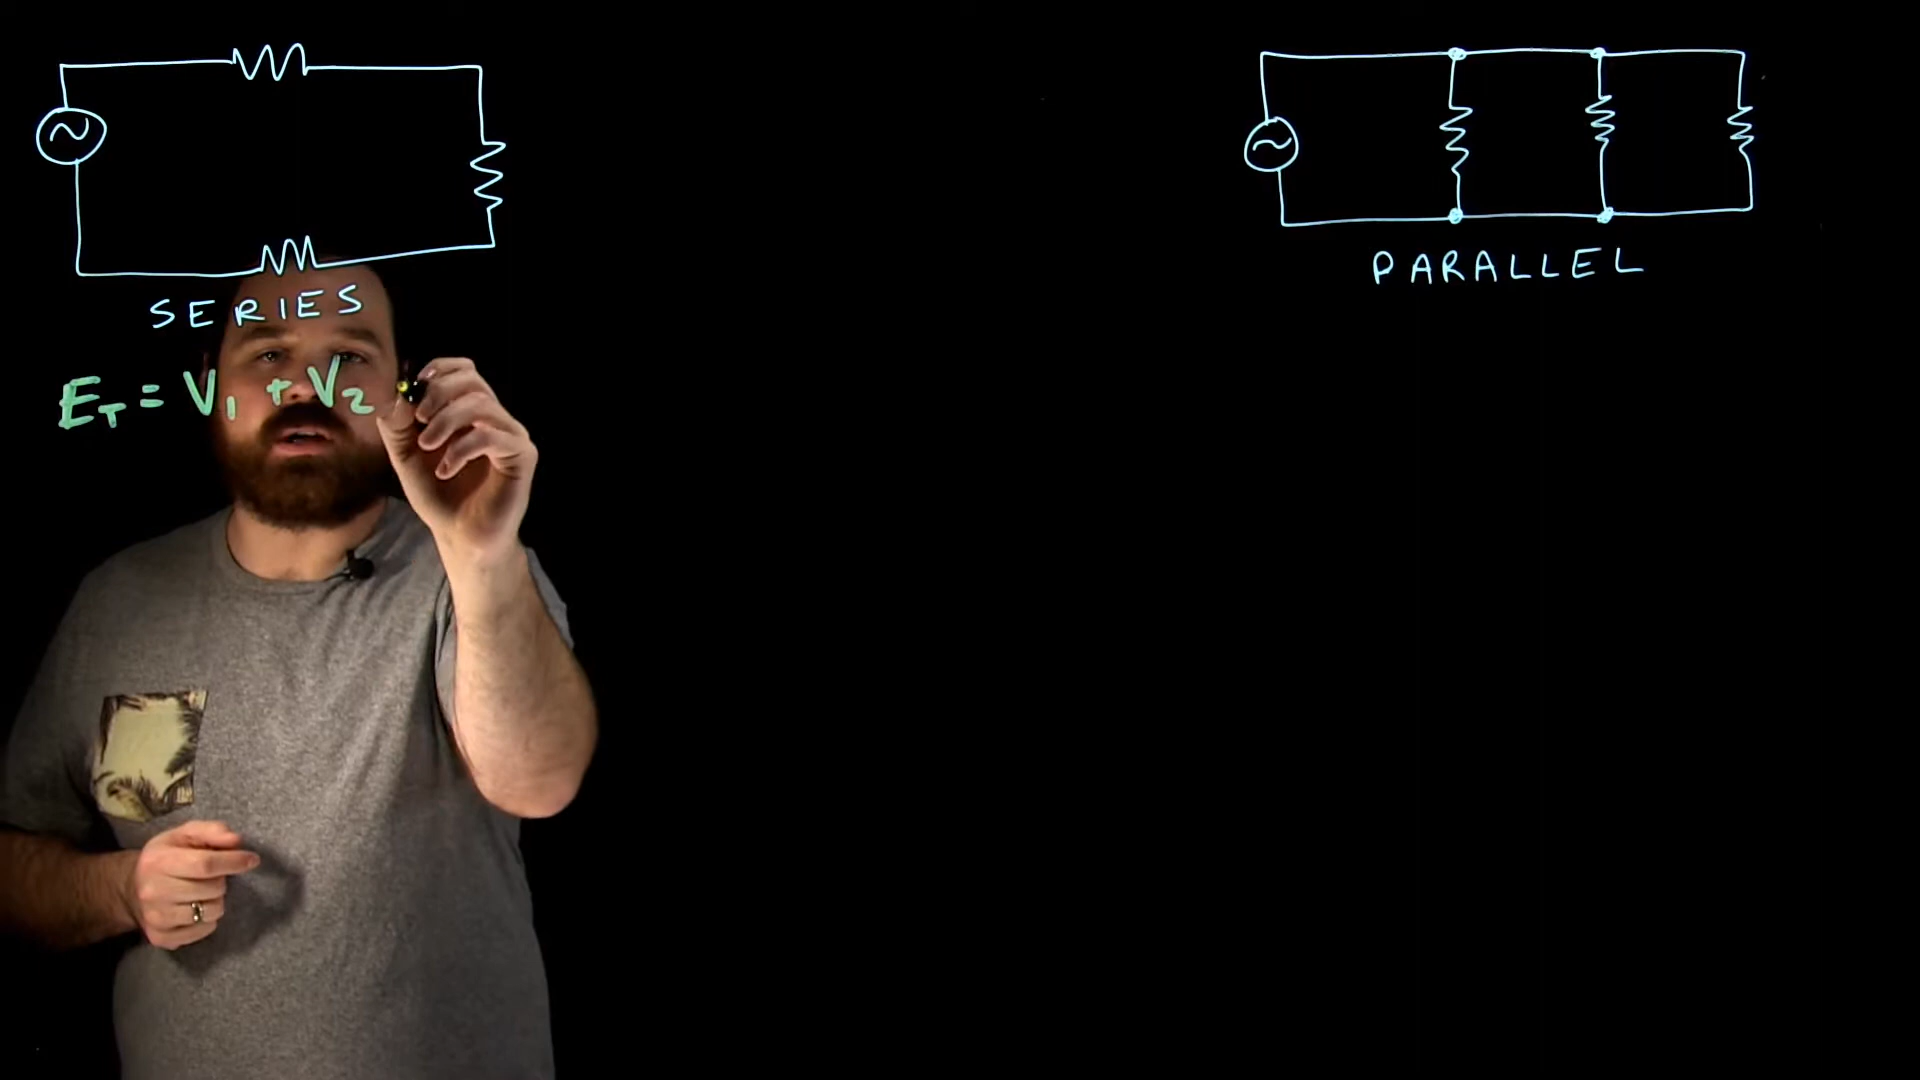 SERIES
E_T = V_1 + V_2
PARALLEL